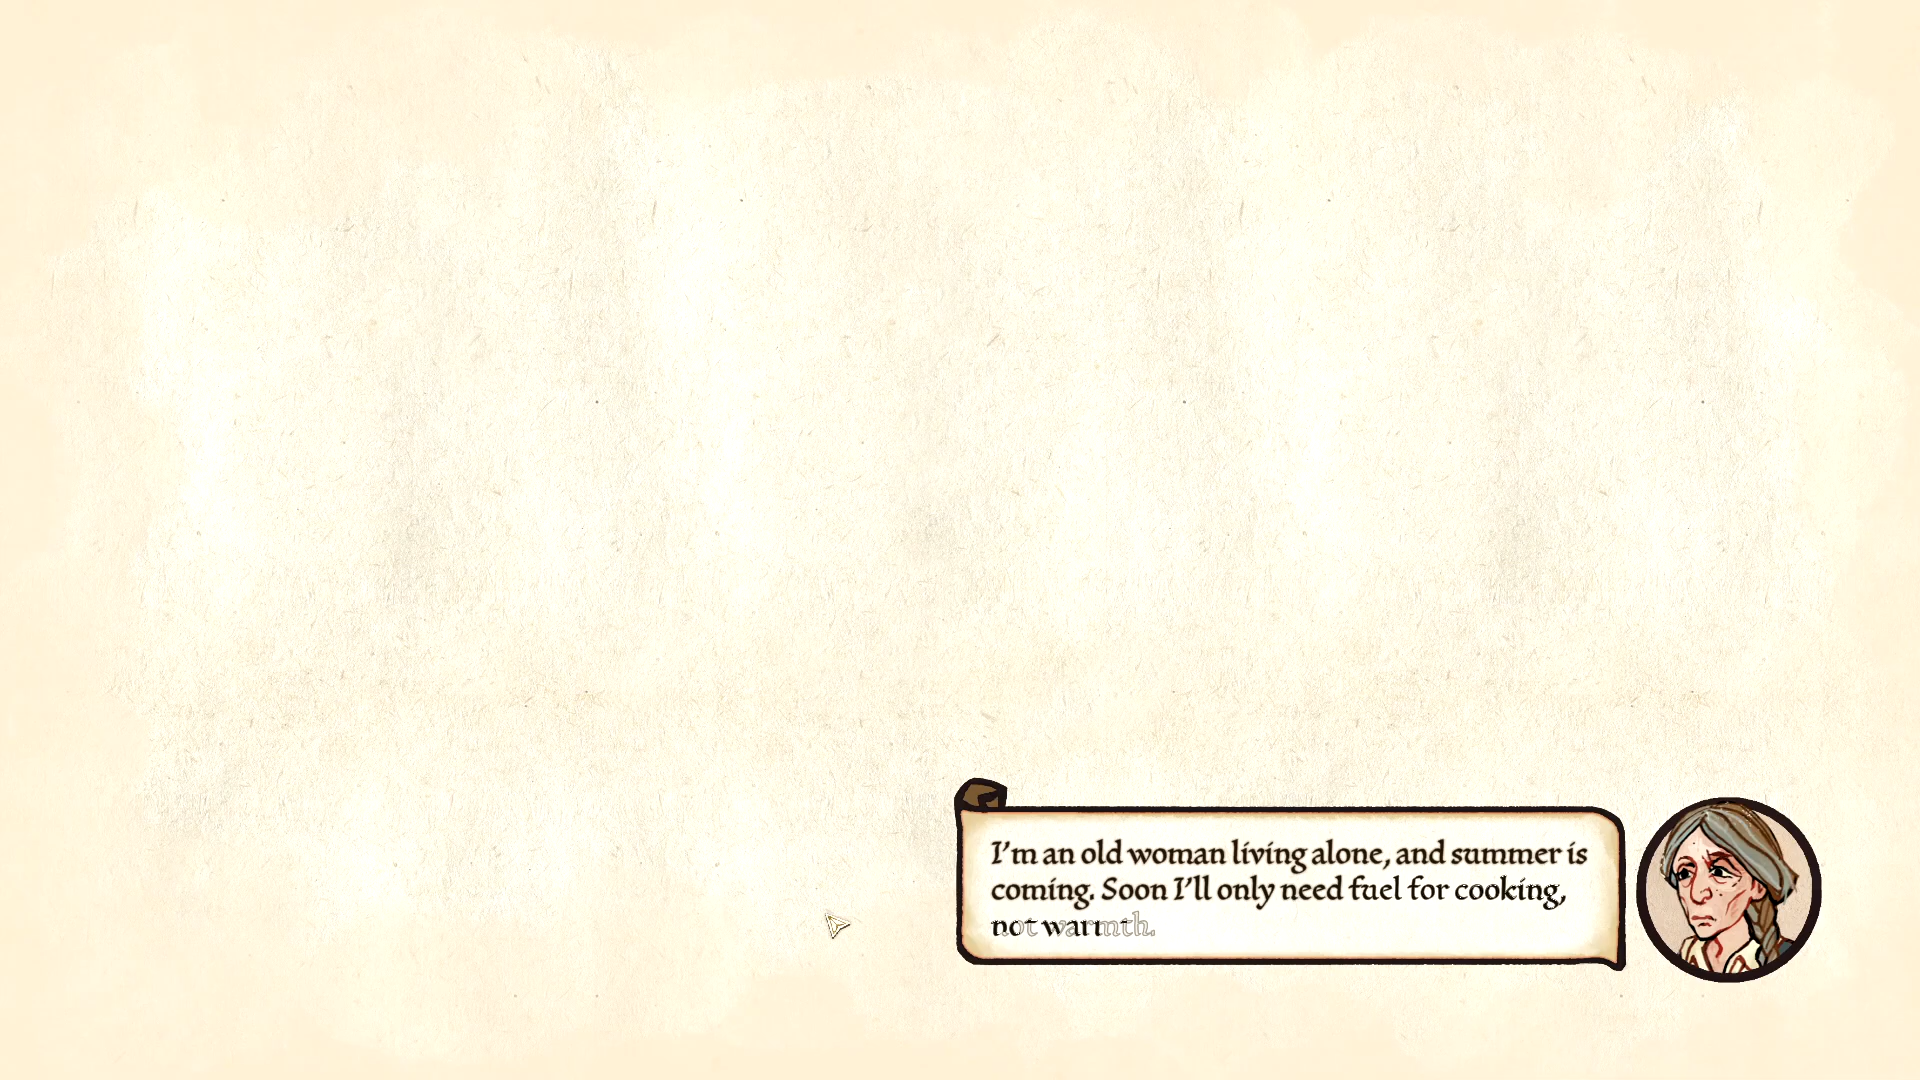 I'm an old woman living alone, and summer is
coming. Soon I'll only need fuel for cooking,
not warmth.